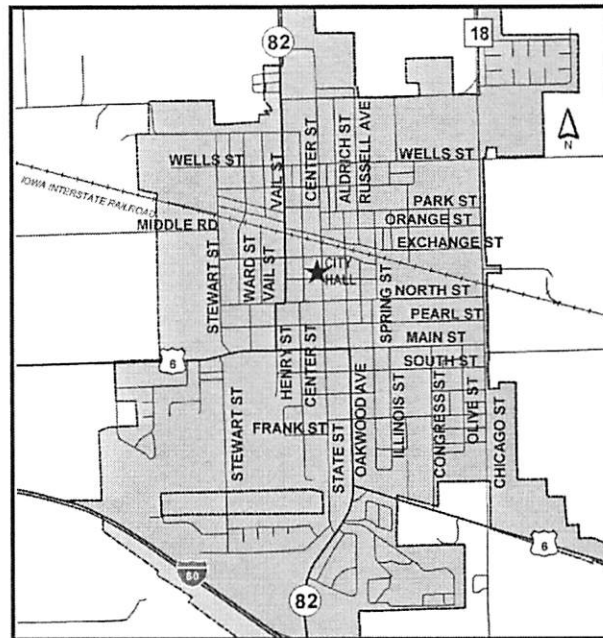 82
18
N
WELLS ST
VAIL ST
CENTER ST
ALDRICH ST
RUSSELL AVE
WELLS ST
IOWA INTERSTATE RAILROAD
PARK ST
ORANGE ST
MIDDLE RD
EXCHANGE ST
STEWART ST
WARD ST
VAIL ST
CITY HALL
SPRING ST
NORTH ST
PEARL ST
MAIN ST
6
HENRY ST
CENTER ST
SOUTH ST
STEWART ST
FRANK ST
STATE ST
OAKWOOD AVE
ILLINOIS ST
CONGRESS ST
OLIVE ST
CHICAGO ST
6
80
82